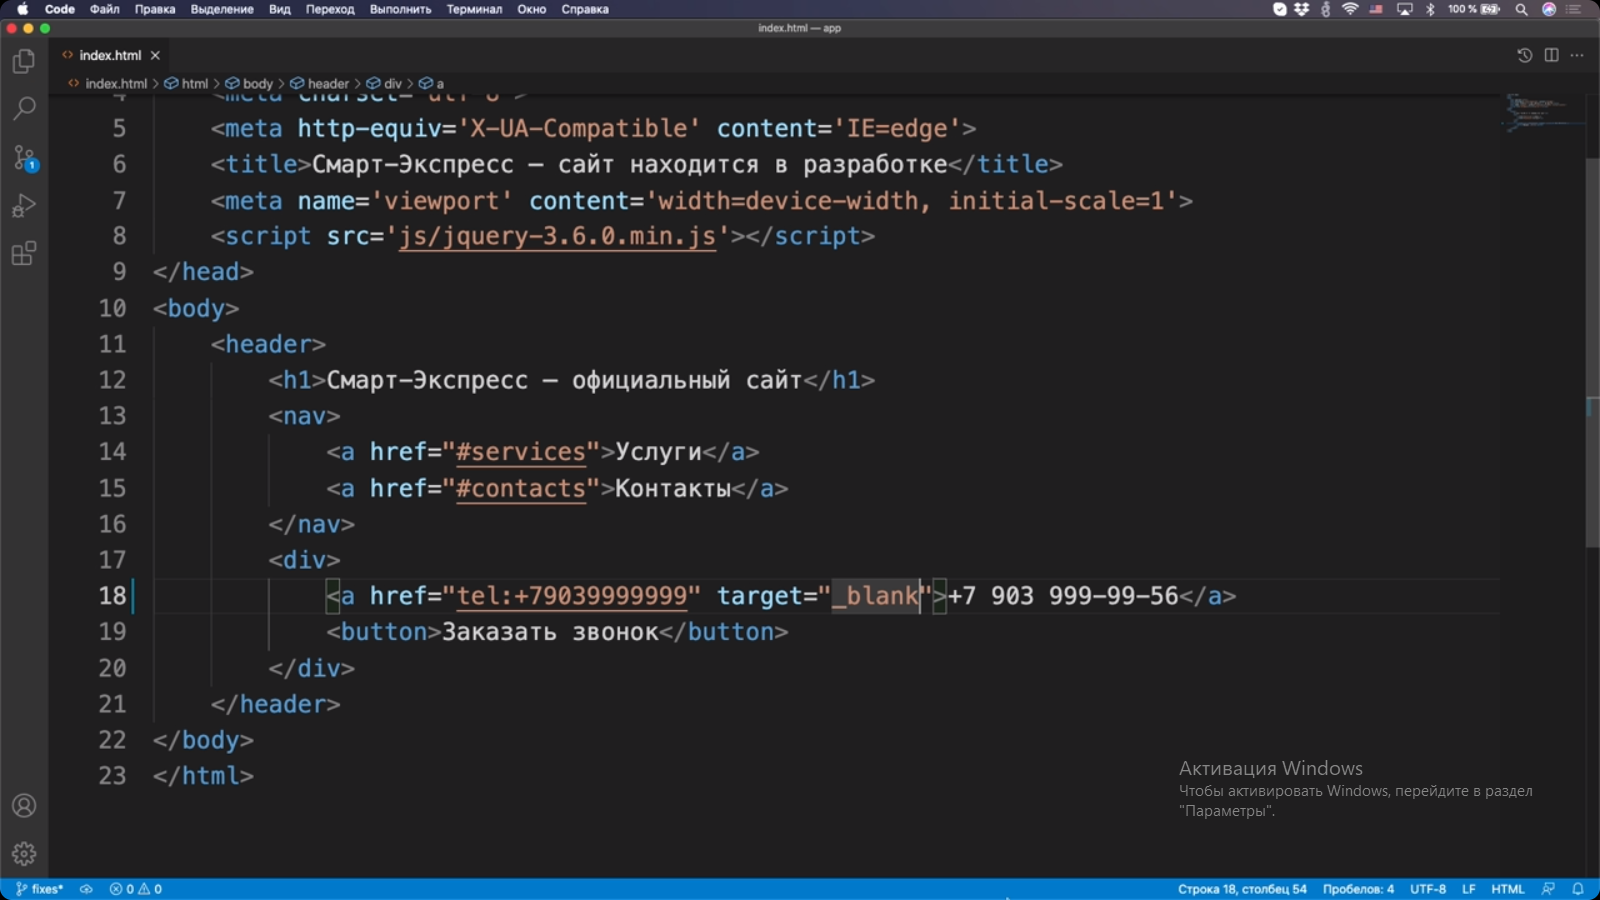 Code Файл Правка Выделение Вид Переход Выполнить Терминал Окно Справка 100 %
index.html — app
index.html
index.html > html > body > header > div > a
5 <meta http-equiv='X-UA-Compatible' content='IE=edge'>
6 <title>Смарт-Экспресс — сайт находится в разработке</title>
7 <meta name='viewport' content='width=device-width, initial-scale=1'>
8 <script src='js/jquery-3.6.0.min.js'></script>
9 </head>
10 <body>
11 <header>
12 <h1>Смарт-Экспресс — официальный сайт</h1>
13 <nav>
14 <a href="#services">Услуги</a>
15 <a href="#contacts">Контакты</a>
16 </nav>
17 <div>
18 <a href="tel:+79039999999" target="_blank">+7 903 999-99-56</a>
19 <button>Заказать звонок</button>
20 </div>
21 </header>
22 </body>
23 </html>
1
Активация Windows
Чтобы активировать Windows, перейдите в раздел
"Параметры".
fixes* 0 0 Строка 18, столбец 54 Пробелов: 4 UTF-8 LF HTML